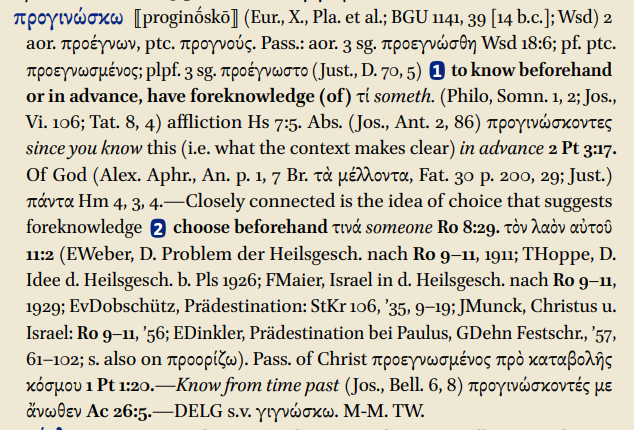 προγινώσκω ⟦proginṓskō⟧ (Eur., X., Pla. et al.; BGU 1141, 39 [14 b.c.]; Wsd) 2
aor. προέγνων, ptc. προγνούς. Pass.: aor. 3 sg. προεγνώσθη Wsd 18:6; pf. ptc.
προεγνωσμένος; plpf. 3 sg. προέγνωστο (Just., D. 70, 5) 1 to know beforehand
or in advance, have foreknowledge (of) τί someth. (Philo, Somn. 1, 2; Jos.,
Vi. 106; Tat. 8, 4) affliction Hs 7:5. Abs. (Jos., Ant. 2, 86) προγινώσκοντες
since you know this (i.e. what the context makes clear) in advance 2 Pt 3:17.
Of God (Alex. Aphr., An. p. 1, 7 Br. τὰ μέλλοντα, Fat. 30 p. 200, 29; Just.)
πάντα Hm 4, 3, 4.—Closely connected is the idea of choice that suggests
foreknowledge 2 choose beforehand τινά someone Ro 8:29. τὸν λαὸν αὐτοῦ
11:2 (EWeber, D. Problem der Heilsgesch. nach Ro 9–11, 1911; THoppe, D.
Idee d. Heilsgesch. b. Pls 1926; FMaier, Israel in d. Heilsgesch. nach Ro 9–11,
1929; EvDobschütz, Prädestination: StKr 106, ’35, 9–19; JMunck, Christus u.
Israel: Ro 9–11, ’56; EDinkler, Prädestination bei Paulus, GDehn Festschr., ’57,
61–102; s. also on προορίζω). Pass. of Christ προεγνωσμένος πρὸ καταβολῆς
κόσμου 1 Pt 1:20.—Know from time past (Jos., Bell. 6, 8) προγινώσκοντές με
ἄνωθεν Ac 26:5.—DELG s.v. γιγνώσκω. M-M. TW.